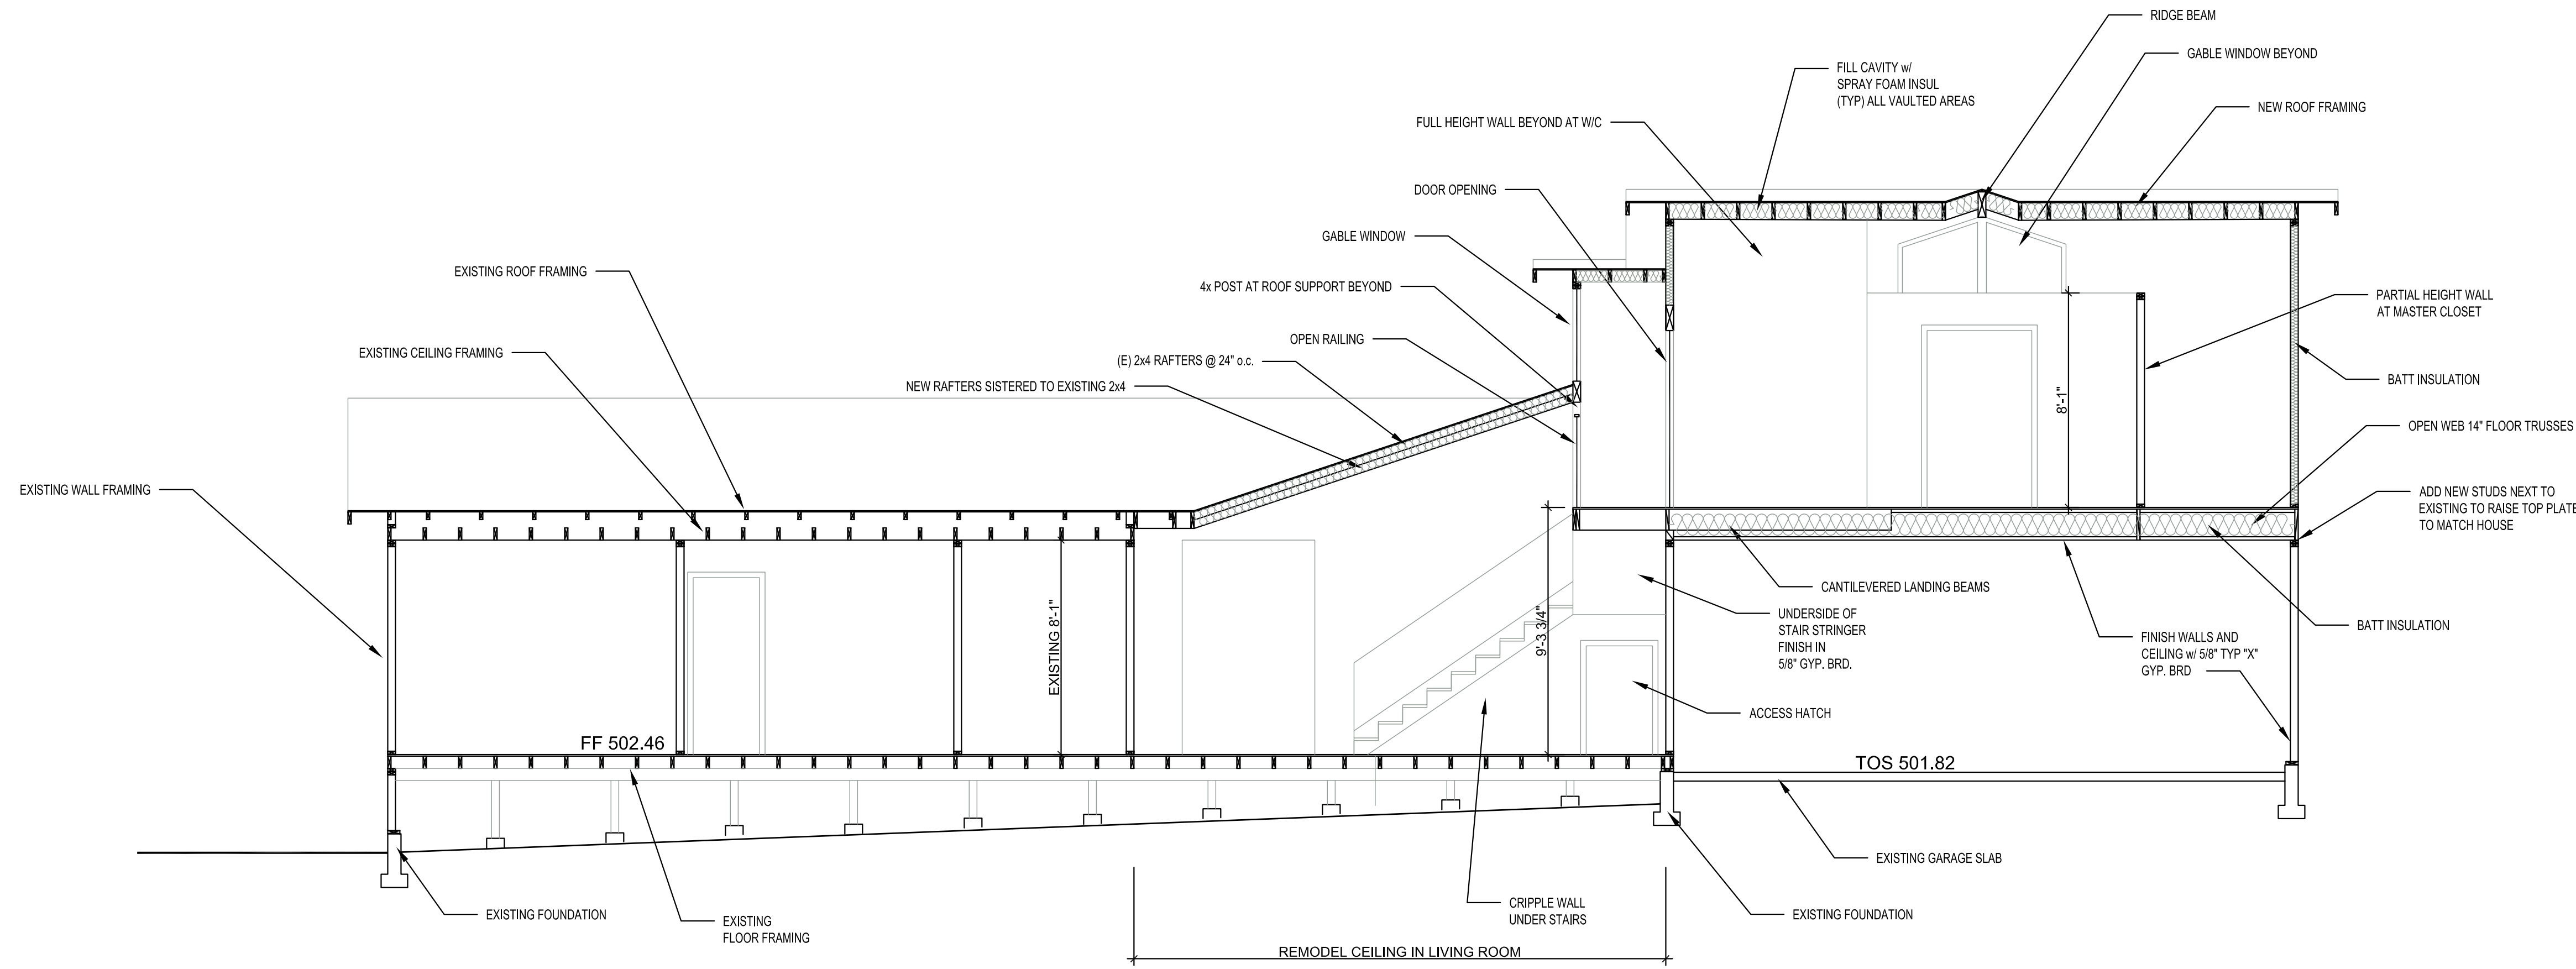 RIDGE BEAM
GABLE WINDOW BEYOND
FILL CAVITY w/
SPRAY FOAM INSUL
(TYP) ALL VAULTED AREAS
NEW ROOF FRAMING
FULL HEIGHT WALL BEYOND AT W/C
DOOR OPENING
GABLE WINDOW
EXISTING ROOF FRAMING
4x POST AT ROOF SUPPORT BEYOND
PARTIAL HEIGHT WALL
AT MASTER CLOSET
OPEN RAILING
EXISTING CEILING FRAMING
(E) 2x4 RAFTERS @ 24" o.c.
NEW RAFTERS SISTERED TO EXISTING 2x4
BATT INSULATION
8'-1"
OPEN WEB 14" FLOOR TRUSSES
EXISTING WALL FRAMING
ADD NEW STUDS NEXT TO
EXISTING TO RAISE TOP PLATE
TO MATCH HOUSE
CANTILEVERED LANDING BEAMS
EXISTING 8'-1"
9'-3 3/4"
UNDERSIDE OF
STAIR STRINGER
FINISH IN
5/8" GYP. BRD.
BATT INSULATION
FINISH WALLS AND
CEILING w/ 5/8" TYP "X"
GYP. BRD
ACCESS HATCH
FF 502.46
TOS 501.82
EXISTING GARAGE SLAB
EXISTING FOUNDATION
EXISTING
FLOOR FRAMING
CRIPPLE WALL
UNDER STAIRS
EXISTING FOUNDATION
REMODEL CEILING IN LIVING ROOM